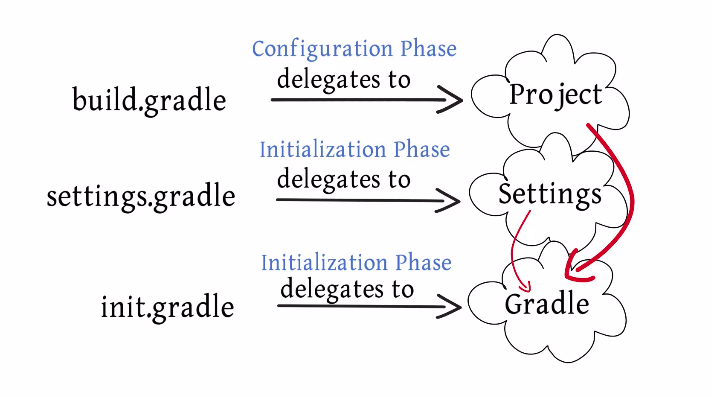 Configuration Phase
build.gradle delegates to Project
Initialization Phase
settings.gradle delegates to Settings
Initialization Phase
init.gradle delegates to Gradle